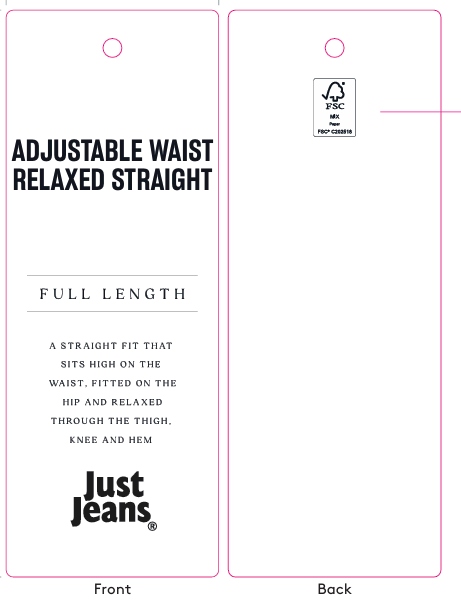 ADJUSTABLE WAIST
RELAXED STRAIGHT
FULL LENGTH
A STRAIGHT FIT THAT
SITS HIGH ON THE
WAIST, FITTED ON THE
HIP AND RELAXED
THROUGH THE THIGH,
KNEE AND HEM
Just
Jeans®
Front
FSC
MIX
Paper
FSC® C202516
Back